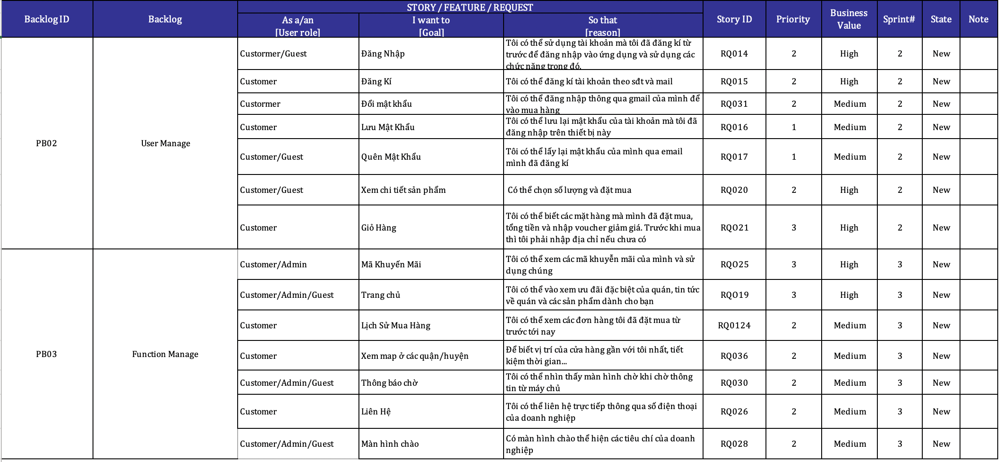 Backlog ID
Backlog
STORY / FEATURE / REQUEST
As a/an
[User role]
I want to
[Goal]
So that
[reason]
Story ID
Priority
Business
Value
Sprint#
State
Note
PB02
User Manage
Custormer/Guest
Đăng Nhập
Tôi có thể sử dụng tài khoản mà tôi đã đăng kí từ
trước để đăng nhập vào ứng dụng và sử dụng các
chức năng trong đó.
RQ014
2
High
2
New
Customer
Đăng Kí
Tôi có thể đăng kí tài khoản theo sđt và mail
RQ015
2
High
2
New
Custormer
Đổi mật khẩu
Tôi có thể đăng nhập thông qua gmail của mình để
vào mua hàng
RQ031
2
Medium
2
New
Customer
Lưu Mật Khẩu
Tôi có thể lưu lại mật khẩu của tài khoản mà tôi đã
đăng nhập trên thiết bị này
RQ016
1
Medium
2
New
Customer/Guest
Quên Mật Khẩu
Tôi có thể lấy lại mật khẩu của mình qua email
mình đã đăng kí
RQ017
1
Medium
2
New
Customer/Guest
Xem chi tiết sản phẩm
Có thể chọn số lượng và đặt mua
RQ020
2
High
2
New
Customer
Giỏ Hàng
Tôi có thể biết các mặt hàng mà mình đã đặt mua,
tổng tiền và nhập voucher giảm giá. Trước khi mua
thì tôi phải nhập địa chỉ nếu chưa có
RQO21
3
High
2
New
PB03
Function Manage
Customer/Admin
Mã Khuyến Mãi
Tôi có thể xem các mã khuyễn mãi của mình và sử
dụng chúng
RQO25
3
High
3
New
Customer/Admin/Guest
Trang chủ
Tôi có thể vào xem ưu đãi đặc biệt của quán, tin tức
về quán và các sản phẩm dành cho bạn
RQO19
3
High
3
New
Customer
Lịch Sử Mua Hàng
Tôi có thể xem các đơn hàng tôi đã đặt mua từ
trước tới nay
RQ0124
2
Medium
3
New
Customer
Xem map ở các quận/huyện
Để biết vị trí của cửa hàng gần với tôi nhất, tiết
kiệm thời gian...
RQ036
2
Medium
3
New
Customer/Admin/Guest
Thông báo chờ
Tôi có thể nhìn thấy màn hình chờ khi chờ thông
tin từ máy chủ
RQ030
2
Medium
3
New
Customer
Liên Hệ
Tôi có thể liên hệ trực tiếp thông qua số điện thoại
của doanh nghiệp
RQ026
2
Medium
3
New
Customer/Admin/Guest
Màn hình chào
Có màn hình chào thể hiện các tiêu chí của doanh
nghiệp
RQ028
2
Medium
3
New